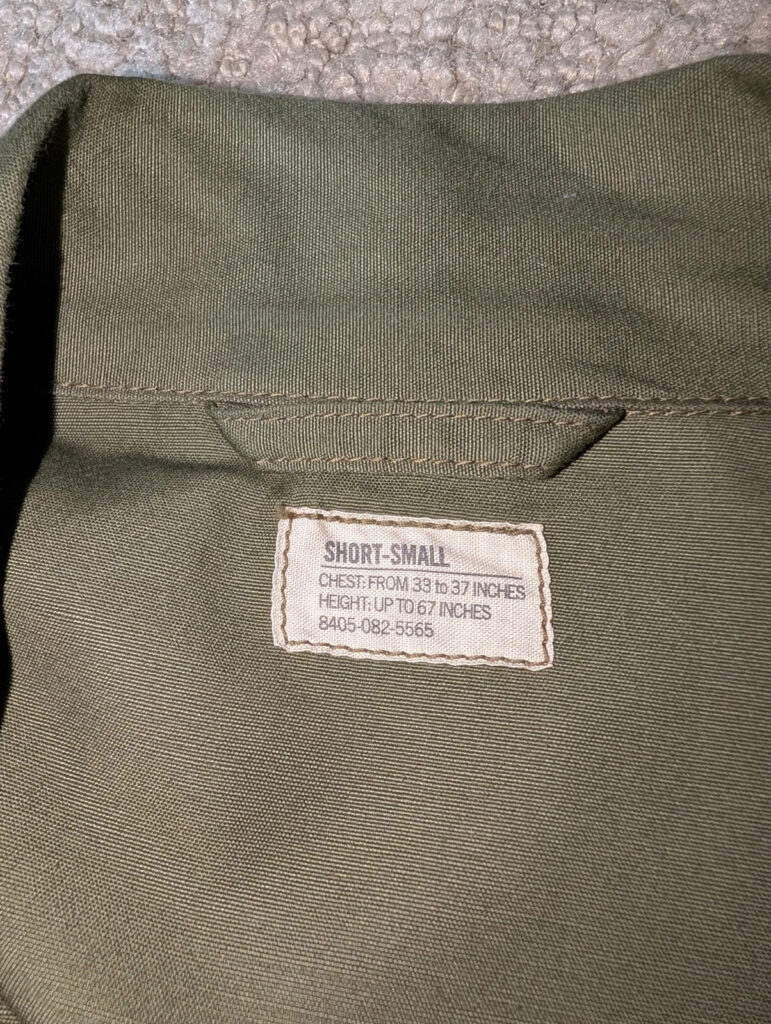 SHORT-SMALL
CHEST: FROM 33 to 37 INCHES
HEIGHT: UP TO 67 INCHES
8405-082-5565